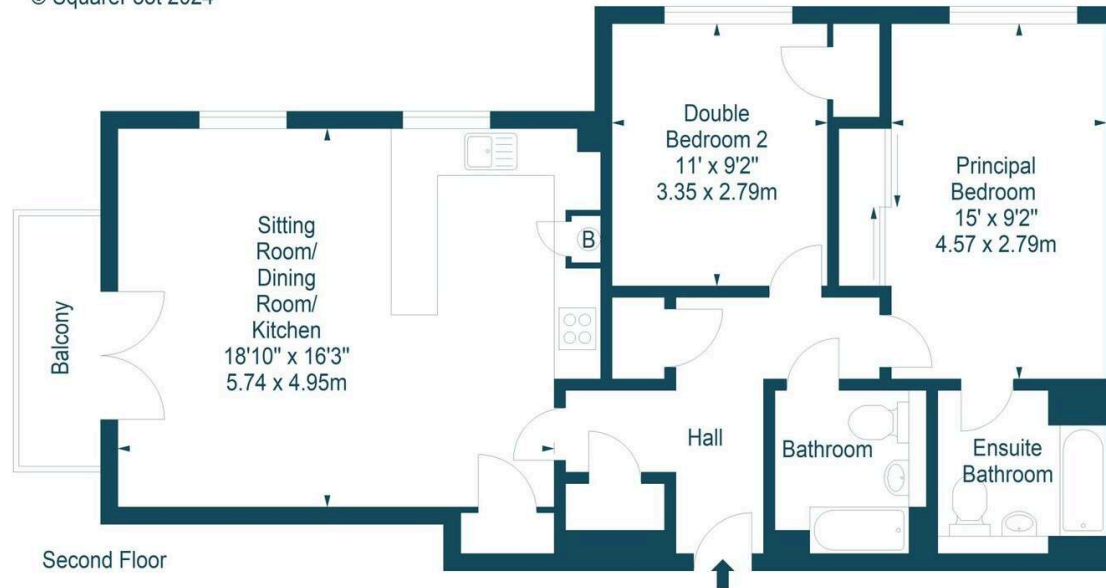 © SquareFoot 2024
Double
Bedroom 2
11' x 9'2"
3.35 x 2.79m
Principal
Bedroom
15' x 9'2"
4.57 x 2.79m
Sitting
Room/
Dining
Room/
Kitchen
18'10" x 16'3"
5.74 x 4.95m
B
Balcony
Hall
Bathroom
Ensuite
Bathroom
Second Floor